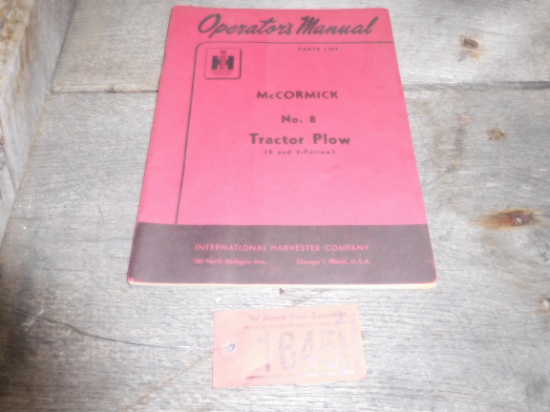 Operator's Manual
PARTS LIST
IH
McCORMICK
No. 8
Tractor Plow
(2 and 3-Furrow)
INTERNATIONAL HARVESTER COMPANY
180 North Michigan Ave.
Chicago 1, Illinois, U.S.A.
1645